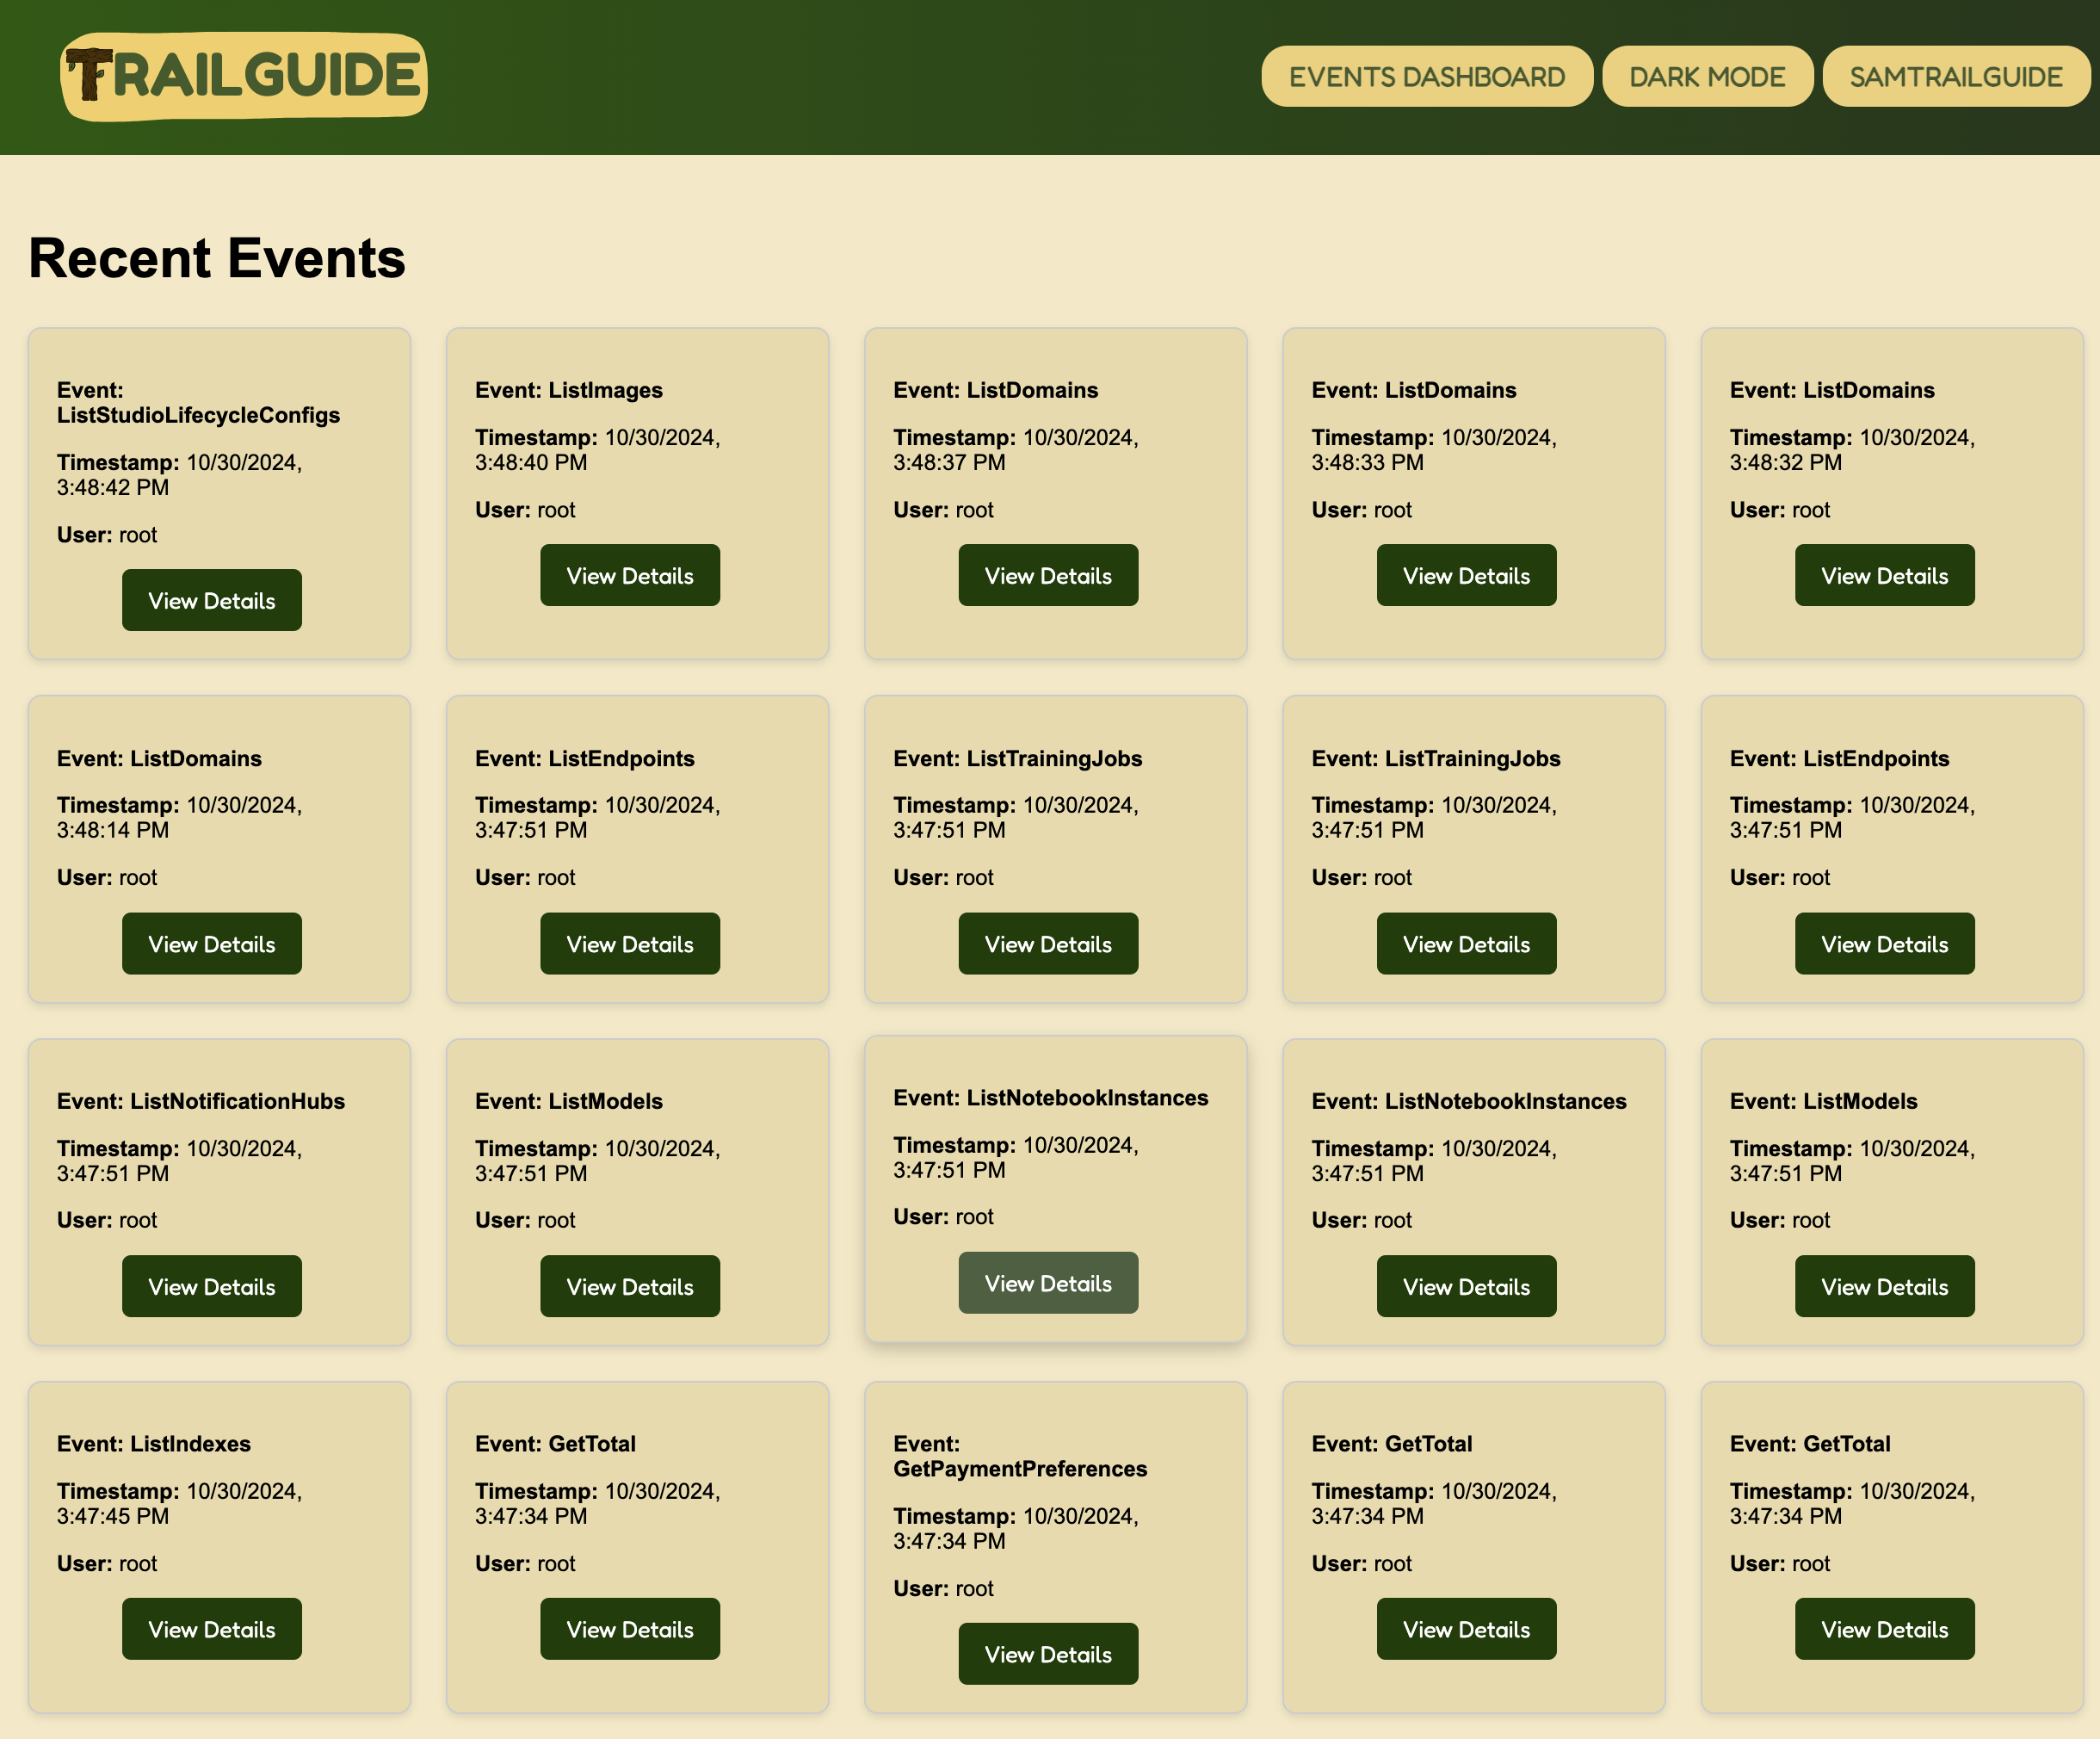 TRAILGUIDE
EVENTS DASHBOARD
DARK MODE
SAMTRAILGUIDE
Recent Events
Event:
ListStudioLifecycleConfigs
Timestamp: 10/30/2024,
3:48:42 PM
User: root
View Details
Event: ListImages
Timestamp: 10/30/2024,
3:48:40 PM
User: root
View Details
Event: ListDomains
Timestamp: 10/30/2024,
3:48:37 PM
User: root
View Details
Event: ListDomains
Timestamp: 10/30/2024,
3:48:33 PM
User: root
View Details
Event: ListDomains
Timestamp: 10/30/2024,
3:48:32 PM
User: root
View Details
Event: ListDomains
Timestamp: 10/30/2024,
3:48:14 PM
User: root
View Details
Event: ListEndpoints
Timestamp: 10/30/2024,
3:47:51 PM
User: root
View Details
Event: ListTrainingJobs
Timestamp: 10/30/2024,
3:47:51 PM
User: root
View Details
Event: ListTrainingJobs
Timestamp: 10/30/2024,
3:47:51 PM
User: root
View Details
Event: ListEndpoints
Timestamp: 10/30/2024,
3:47:51 PM
User: root
View Details
Event: ListNotificationHubs
Timestamp: 10/30/2024,
3:47:51 PM
User: root
View Details
Event: ListModels
Timestamp: 10/30/2024,
3:47:51 PM
User: root
View Details
Event: ListNotebookInstances
Timestamp: 10/30/2024,
3:47:51 PM
User: root
View Details
Event: ListNotebookInstances
Timestamp: 10/30/2024,
3:47:51 PM
User: root
View Details
Event: ListModels
Timestamp: 10/30/2024,
3:47:51 PM
User: root
View Details
Event: ListIndexes
Timestamp: 10/30/2024,
3:47:45 PM
User: root
View Details
Event: GetTotal
Timestamp: 10/30/2024,
3:47:34 PM
User: root
View Details
Event:
GetPaymentPreferences
Timestamp: 10/30/2024,
3:47:34 PM
User: root
View Details
Event: GetTotal
Timestamp: 10/30/2024,
3:47:34 PM
User: root
View Details
Event: GetTotal
Timestamp: 10/30/2024,
3:47:34 PM
User: root
View Details